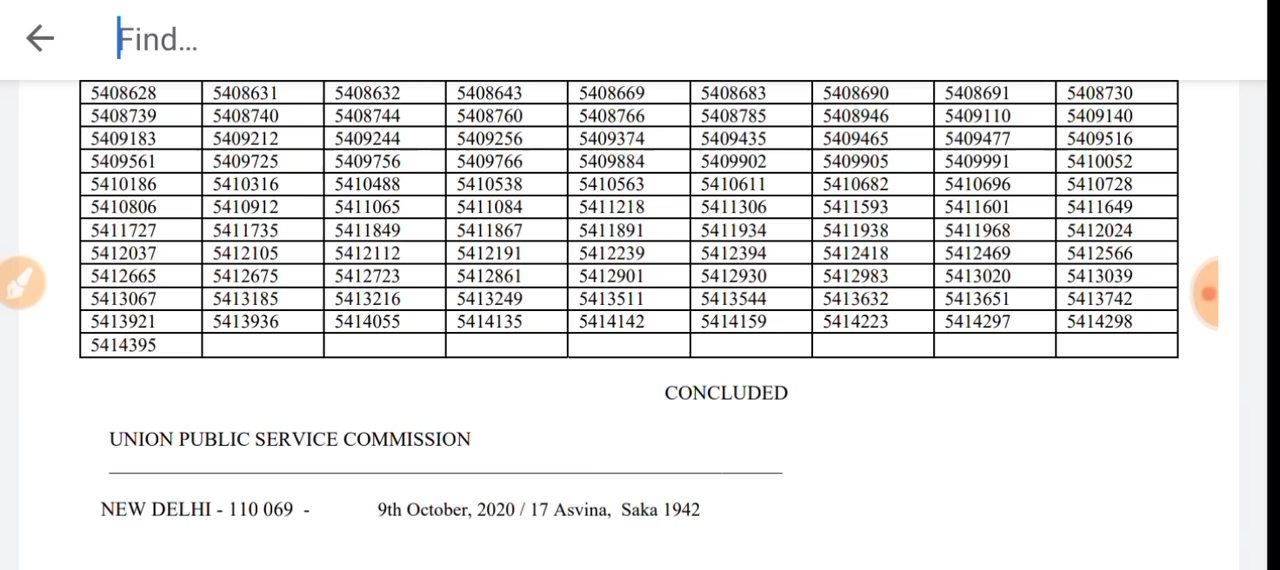 Find...
5408628 5408631 5408632 5408643 5408669 5408683 5408690 5408691 5408730
5408739 5408740 5408744 5408760 5408766 5408785 5408946 5409110 5409140
5409183 5409212 5409244 5409256 5409374 5409435 5409465 5409477 5409516
5409561 5409725 5409756 5409766 5409884 5409902 5409905 5409991 5410052
5410186 5410316 5410488 5410538 5410563 5410611 5410682 5410696 5410728
5410806 5410912 5411065 5411084 5411218 5411306 5411593 5411601 5411649
5411727 5411735 5411849 5411867 5411891 5411934 5411938 5411968 5412024
5412037 5412105 5412112 5412191 5412239 5412394 5412418 5412469 5412566
5412665 5412675 5412723 5412861 5412901 5412930 5412983 5413020 5413039
5413067 5413185 5413216 5413249 5413511 5413544 5413632 5413651 5413742
5413921 5413936 5414055 5414135 5414142 5414159 5414223 5414297 5414298
5414395
CONCLUDED
UNION PUBLIC SERVICE COMMISSION
NEW DELHI - 110 069 - 9th October, 2020 / 17 Asvina, Saka 1942